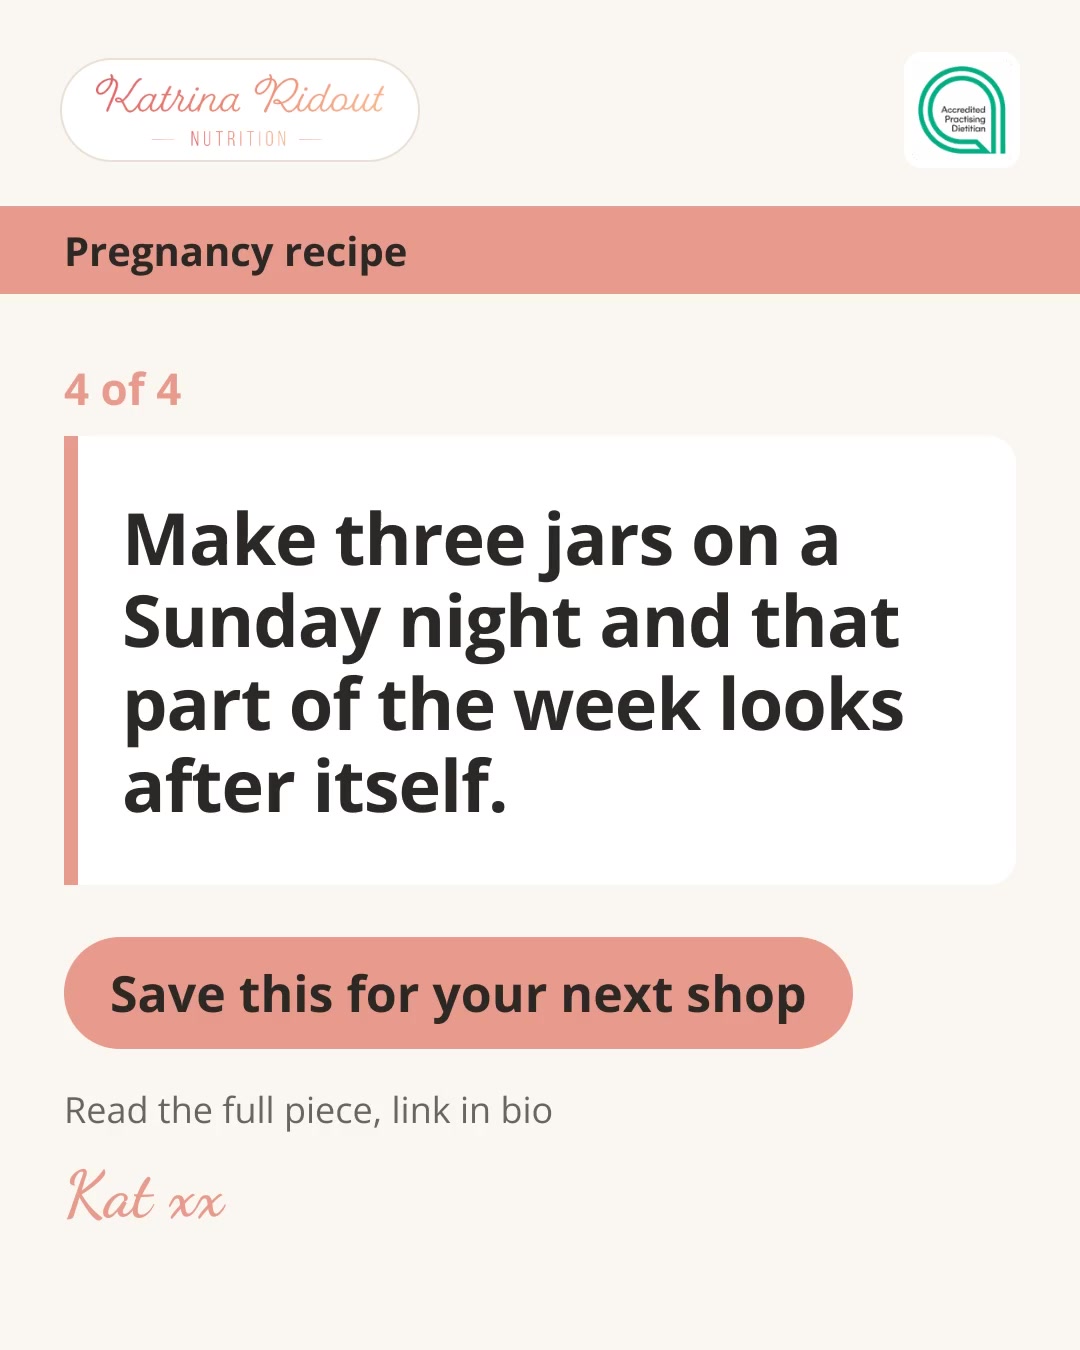 Katrina Ridout
NUTRITION
Accredited
Practising
Dietitian
Pregnancy recipe
4 of 4
Make three jars on a
Sunday night and that
part of the week looks
after itself.
Save this for your next shop
Read the full piece, link in bio
Kat xx